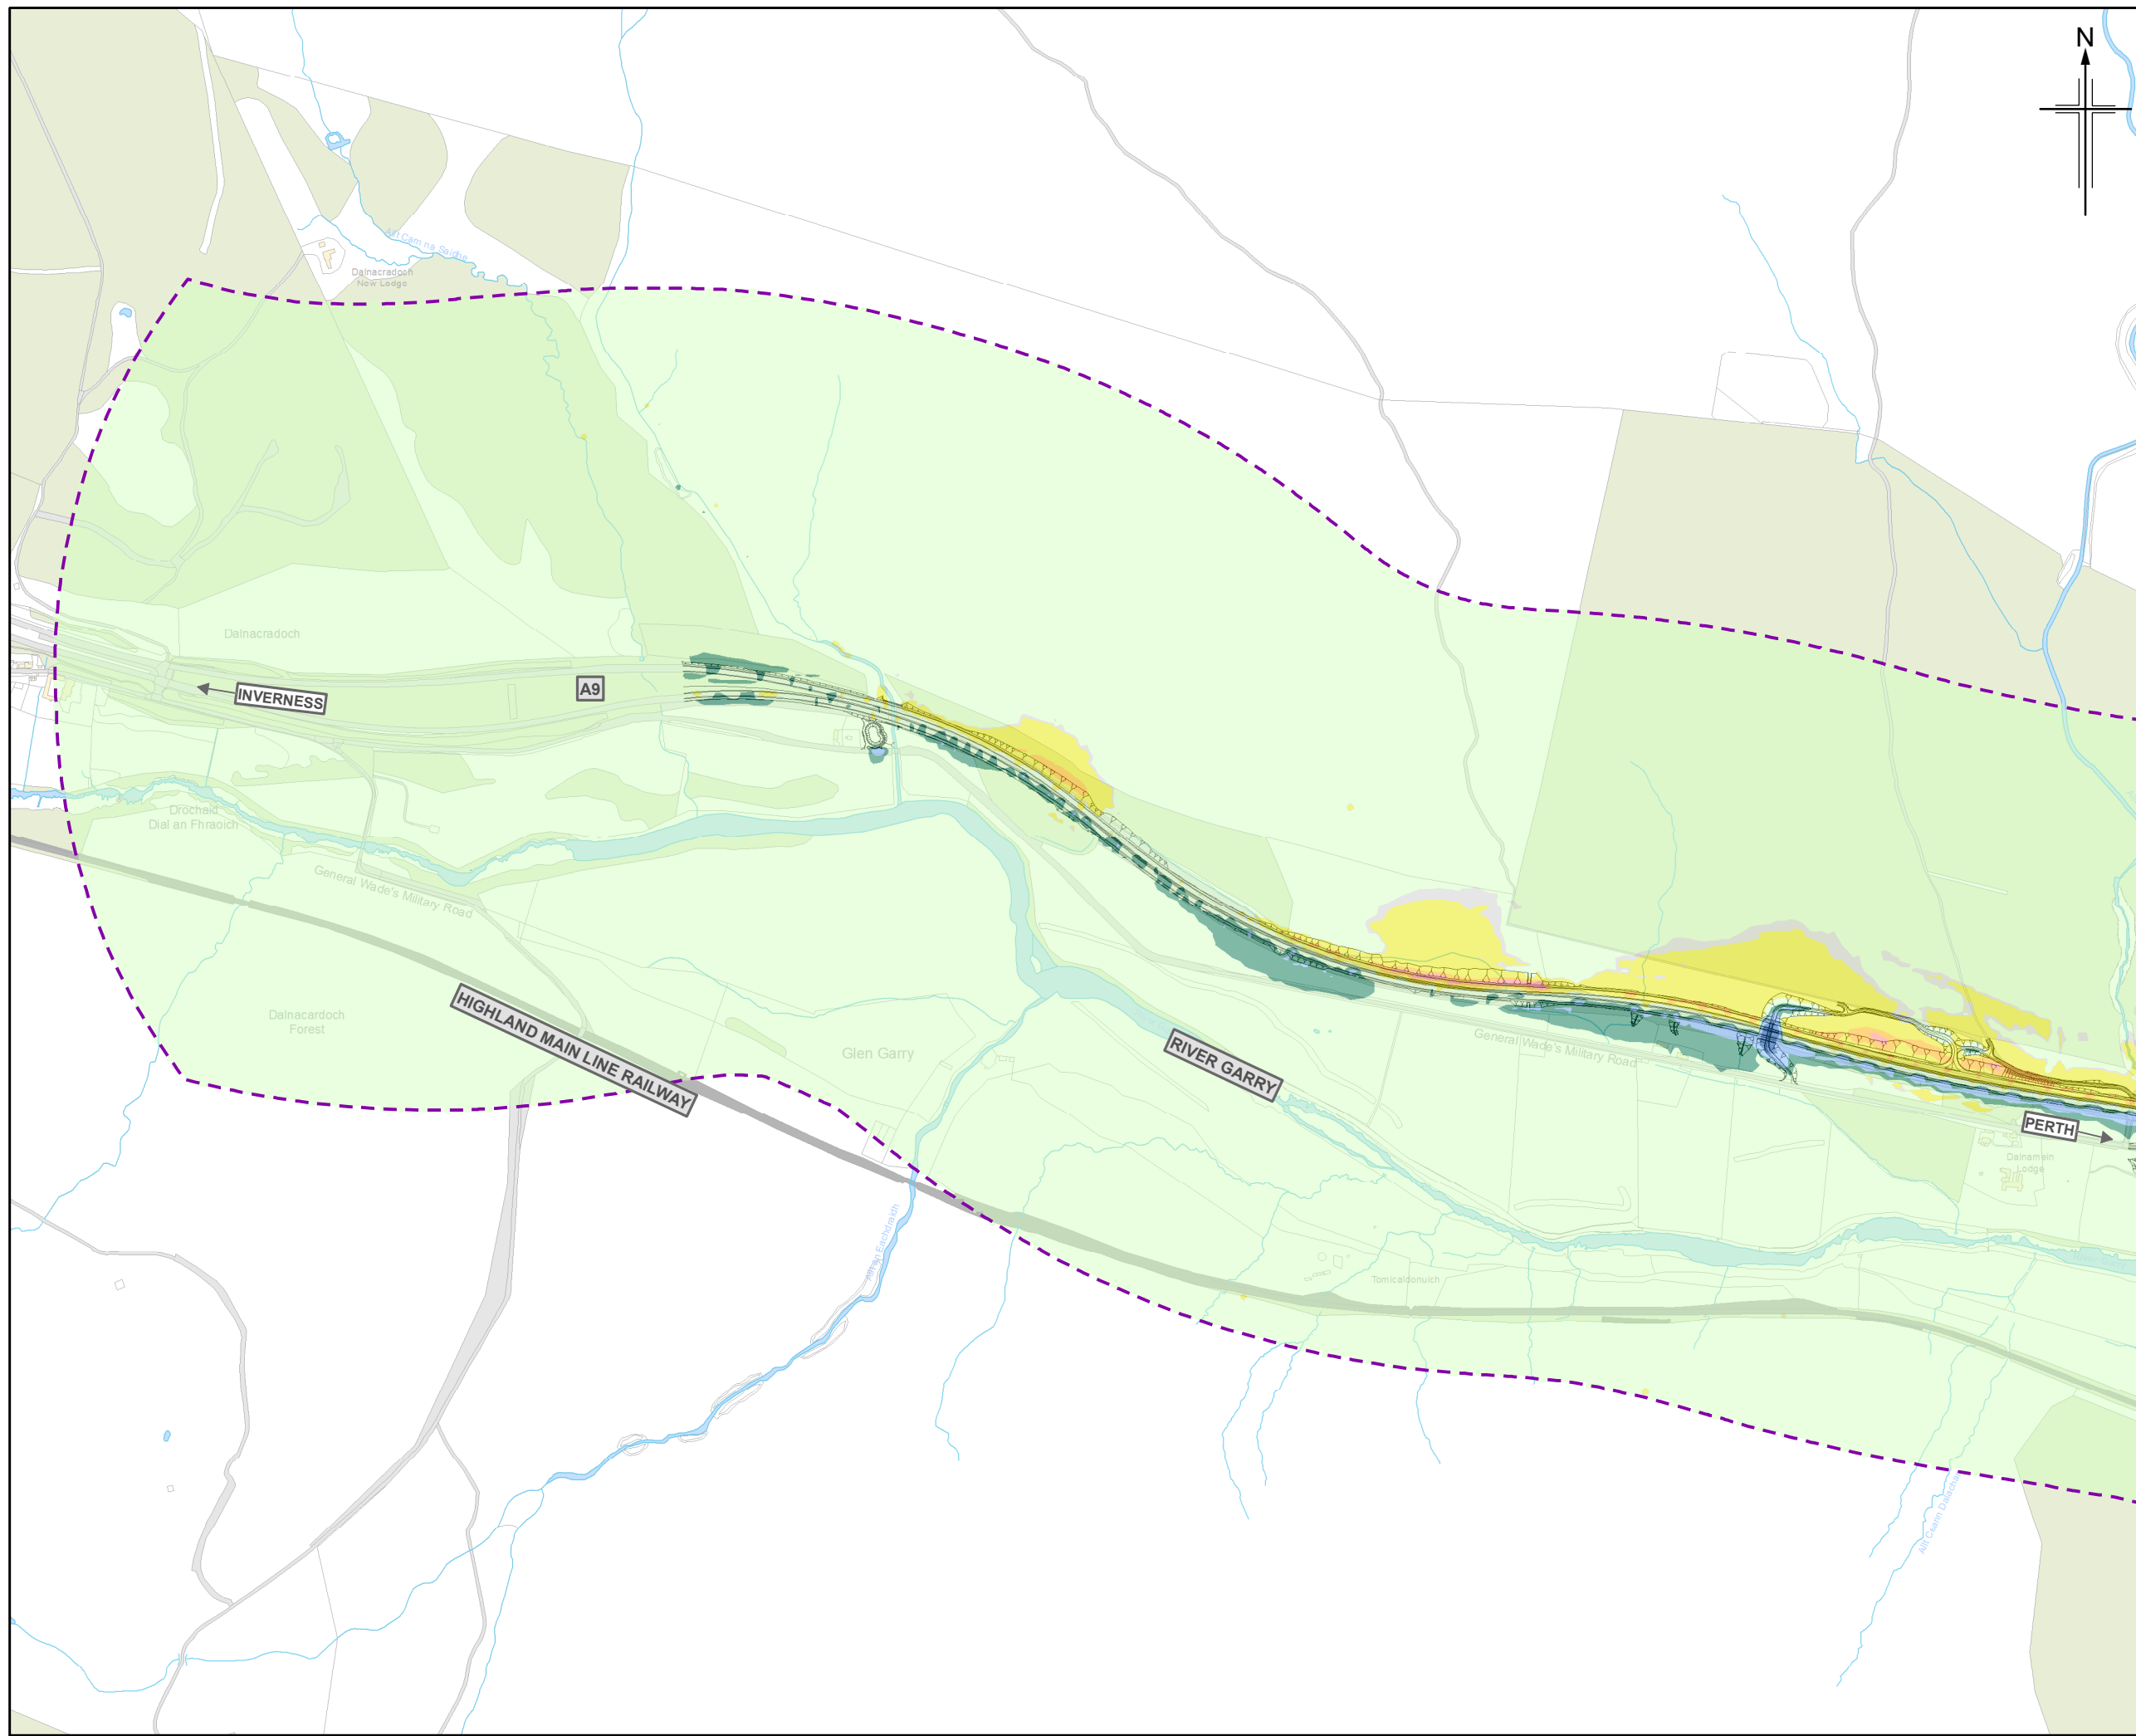 N
Allt Cam na Saidhe
Dalnacradoch
New Lodge
Dalnacradoch
INVERNESS
A9
Drochaid
Dial an Fhraoich
General Wade's Military Road
Dalnacardoch
Forest
HIGHLAND MAIN LINE RAILWAY
Glen Garry
RIVER GARRY
General Wade's Military Road
PERTH
Dalnamein
Lodge
Tomicaldonuich